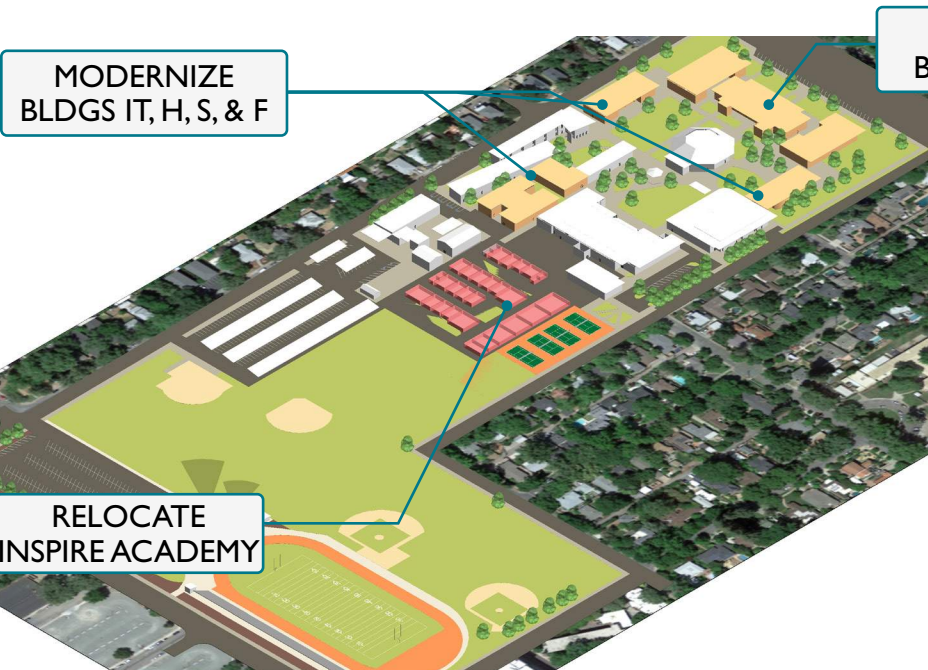 MODERNIZE
BLDGS IT, H, S, & F
B
RELOCATE
INSPIRE ACADEMY